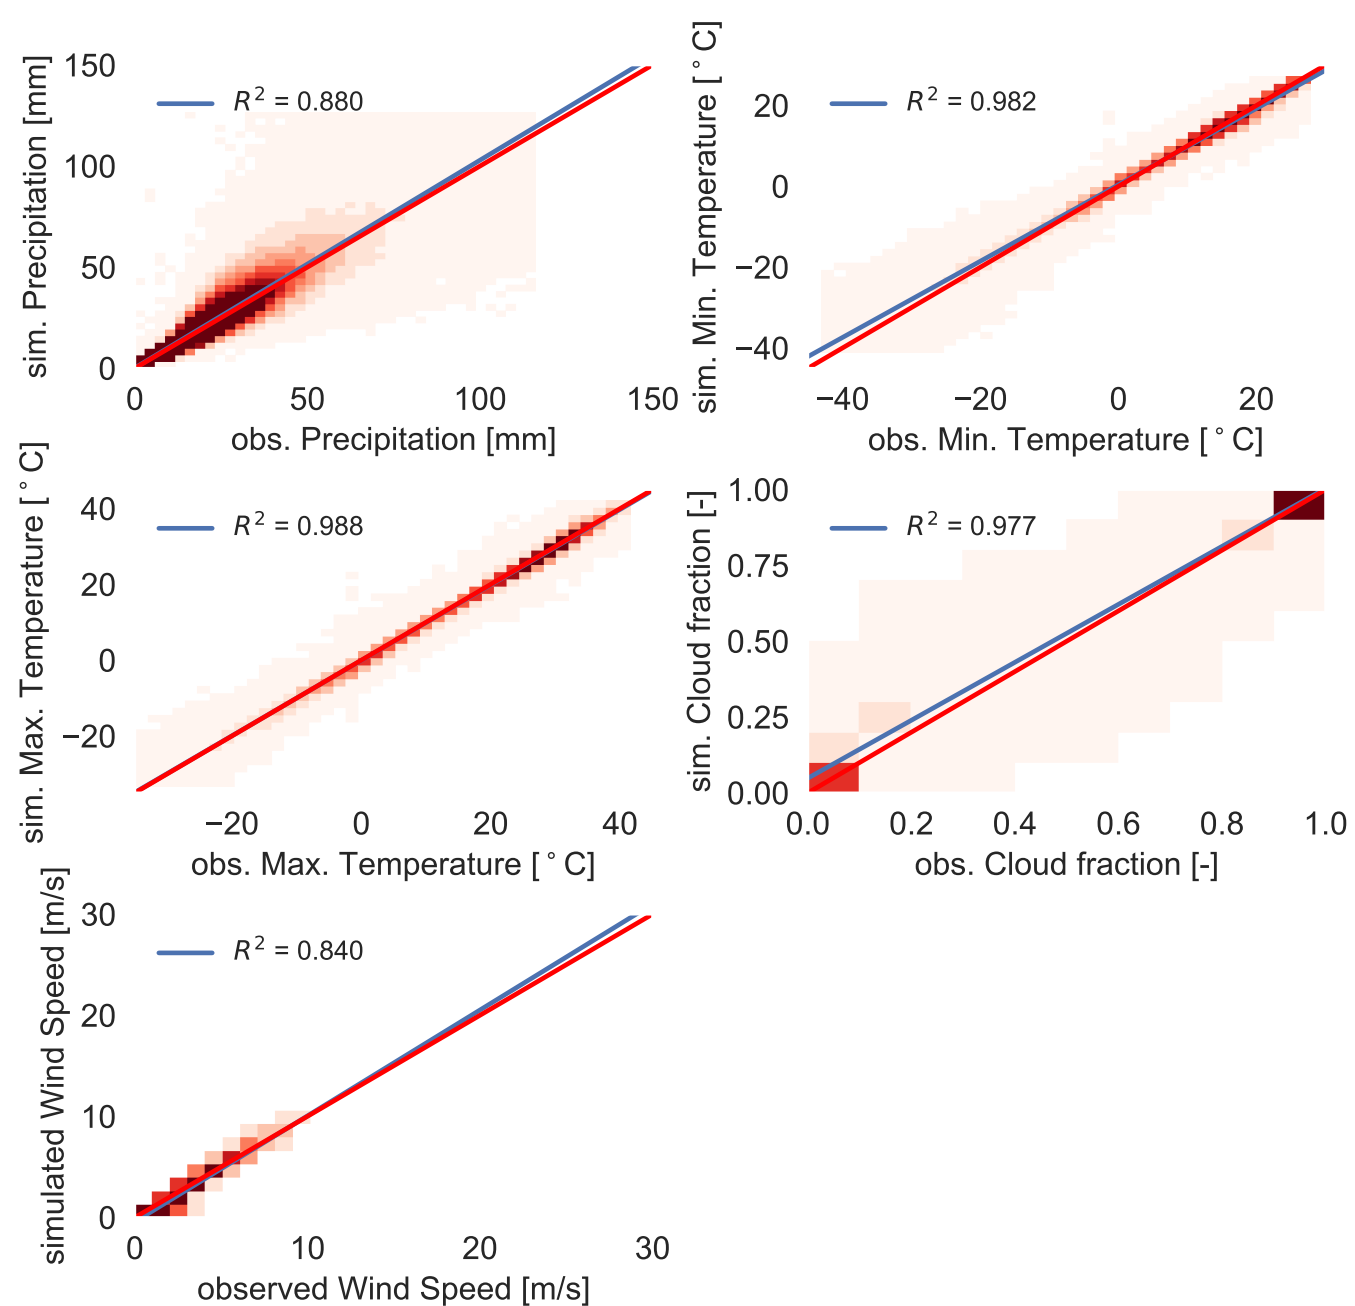 sim. Precipitation [mm]
150
100
50
0
R² = 0.880
0 50 100 150
obs. Precipitation [mm]
sim. Min. Temperature [°C]
20
0
−20
−40
R² = 0.982
−40 −20 0 20
obs. Min. Temperature [°C]
sim. Max. Temperature [°C]
40
20
0
−20
R² = 0.988
−20 0 20 40
obs. Max. Temperature [°C]
sim. Cloud fraction [-]
1.00
0.75
0.50
0.25
0.00
R² = 0.977
0.0 0.2 0.4 0.6 0.8 1.0
obs. Cloud fraction [-]
simulated Wind Speed [m/s]
30
20
10
0
R² = 0.840
0 10 20 30
observed Wind Speed [m/s]